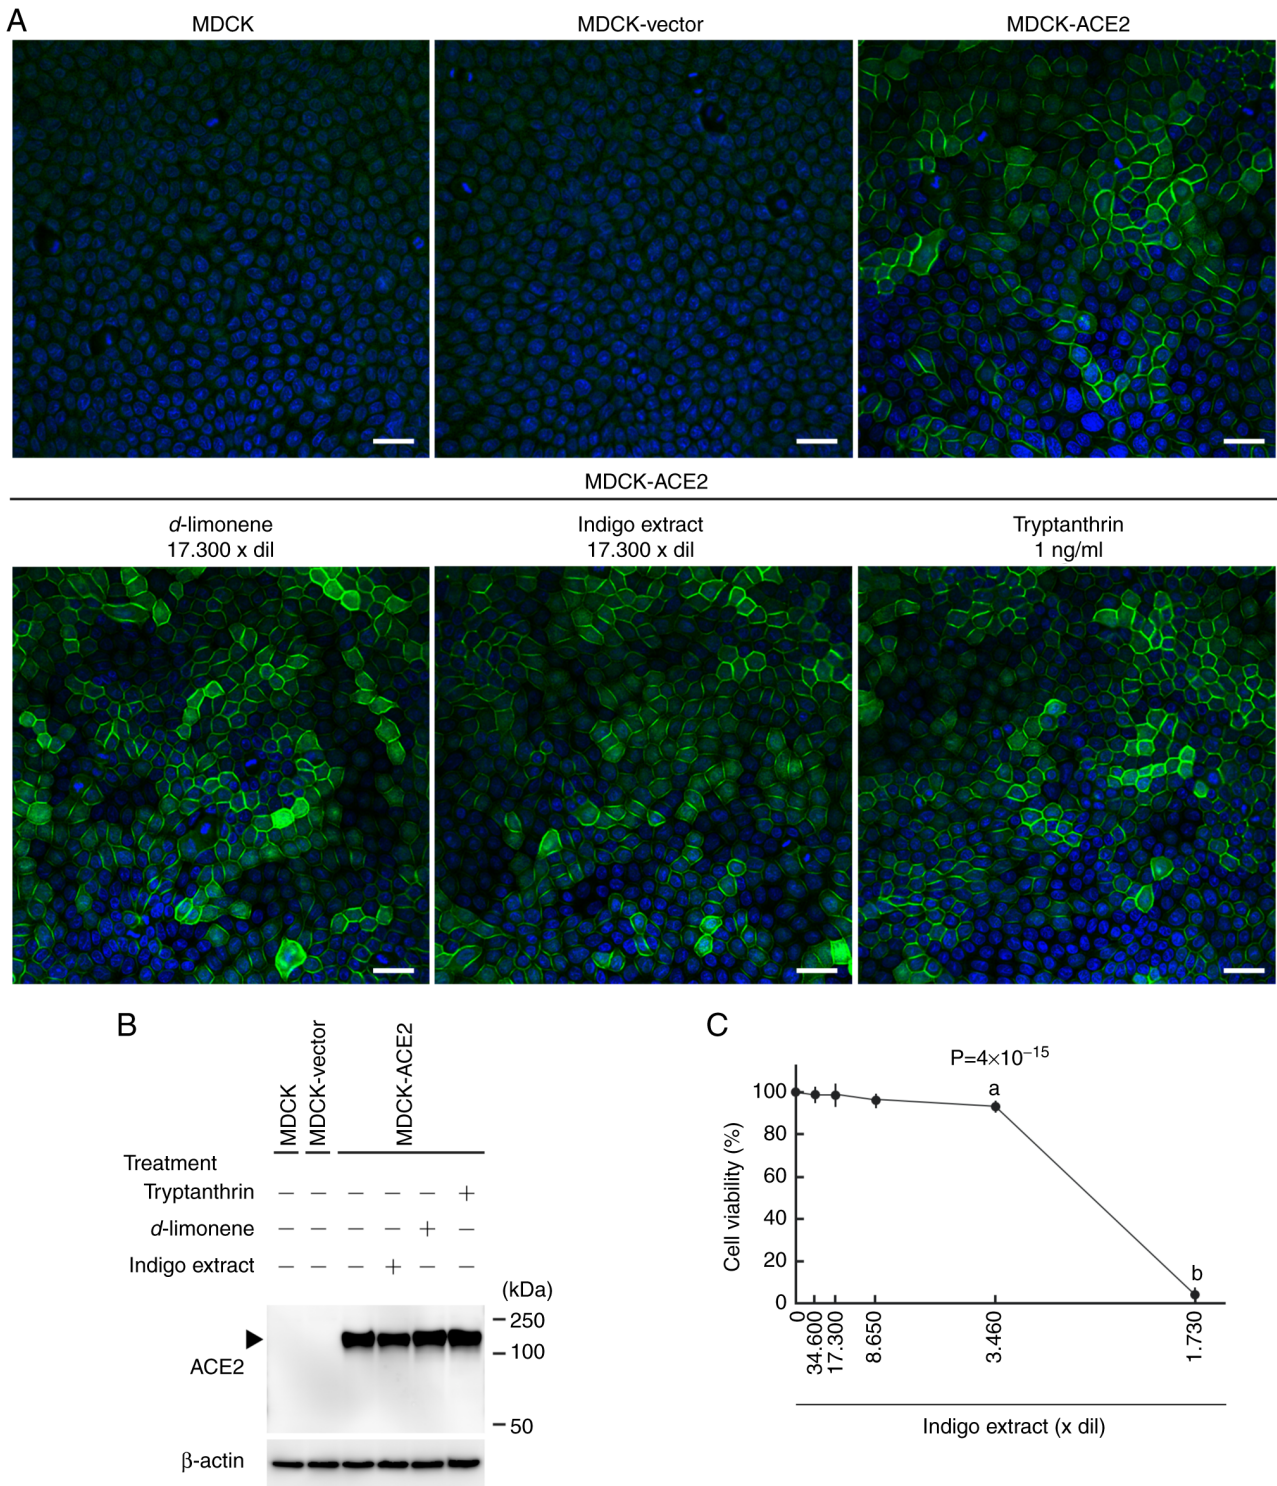 A
MDCK
MDCK-vector
MDCK-ACE2
MDCK-ACE2
d-limonene
17.300 x dil
Indigo extract
17.300 x dil
Tryptanthrin
1 ng/ml
B
MDCK
MDCK-vector
MDCK-ACE2
Treatment
Tryptanthrin − − − − − +
d-limonene − − − − + −
Indigo extract − − − + − −
(kDa)
250
100
ACE2
50
β-actin
C
P=4×10−15
a
b
Cell viability (%)
100
80
60
40
20
0
0
34.600
17.300
8.650
3.460
1.730
Indigo extract (x dil)